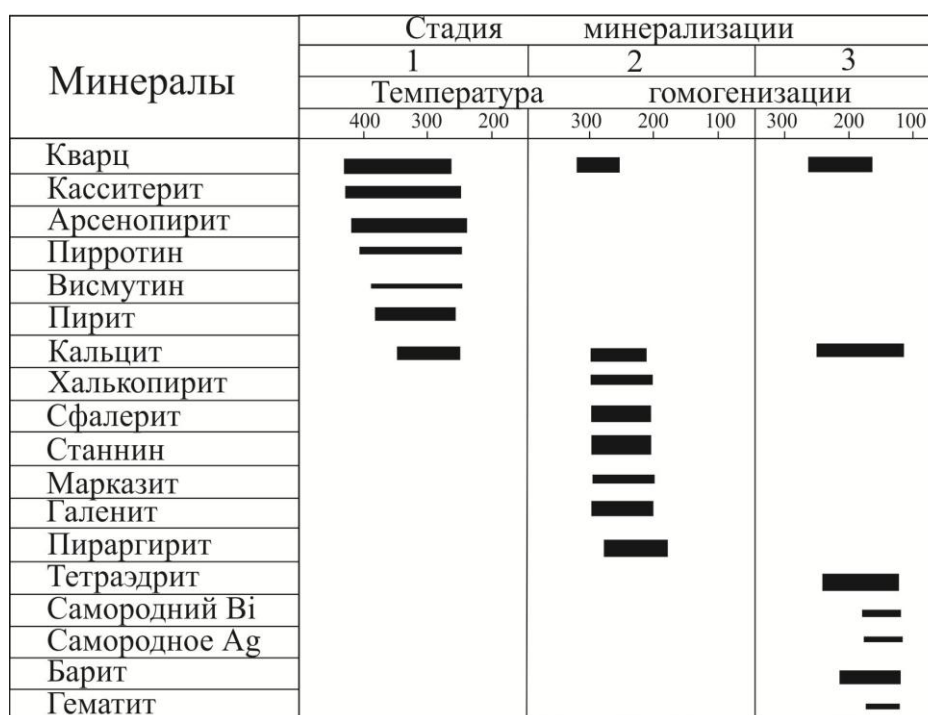 Стадия минерализации
1 2 3
Минералы
Температура гомогенизации
400 300 200 300 200 100 300 200 100
Кварц
Касситерит
Арсенопирит
Пирротин
Висмутин
Пирит
Кальцит
Халькопирит
Сфалерит
Станнин
Марказит
Галенит
Пираргирит
Тетраэдрит
Самородний Bi
Самородное Ag
Барит
Гематит